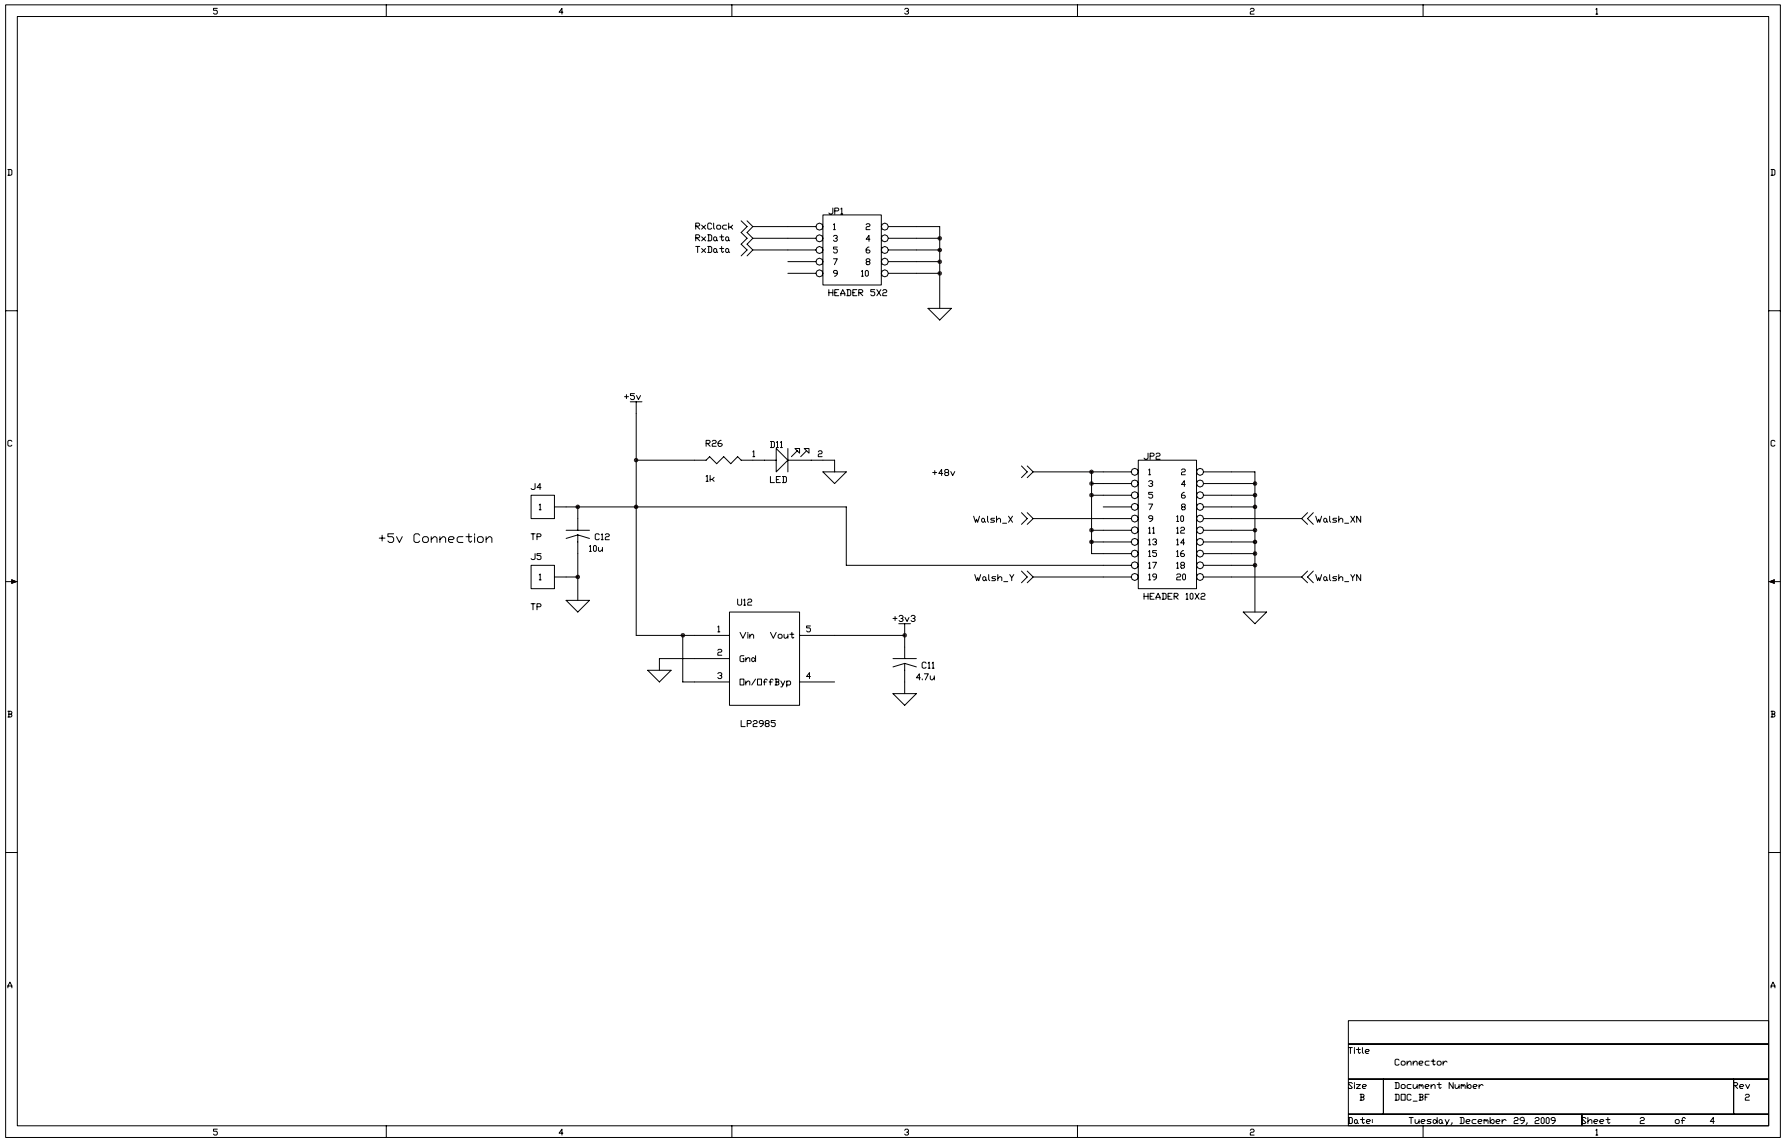 5 4 3 2 1
D D
JP1
RxClock 1 2
RxData 3 4
TxData 5 6
7 8
9 10
HEADER 5X2
+5v
C C
R26 D11
1 2
1k LED
+48v
JP2
1 2
3 4
5 6
7 8
Walsh_X 9 10 Walsh_XN
11 12
13 14
15 16
17 18
Walsh_Y 19 20 Walsh_YN
HEADER 10X2
J4
1
TP
+5v Connection
C12
10u
J5
1
TP
U12
+3v3
1 Vin Vout 5
2 Gnd
3 On/OffByp 4
LP2985
C11
4.7u
B B
A A
Title
Connector
Size Document Number Rev
B DOC_BF 2
Date: Tuesday, December 29, 2009 Sheet 2 of 4
5 4 3 2 1